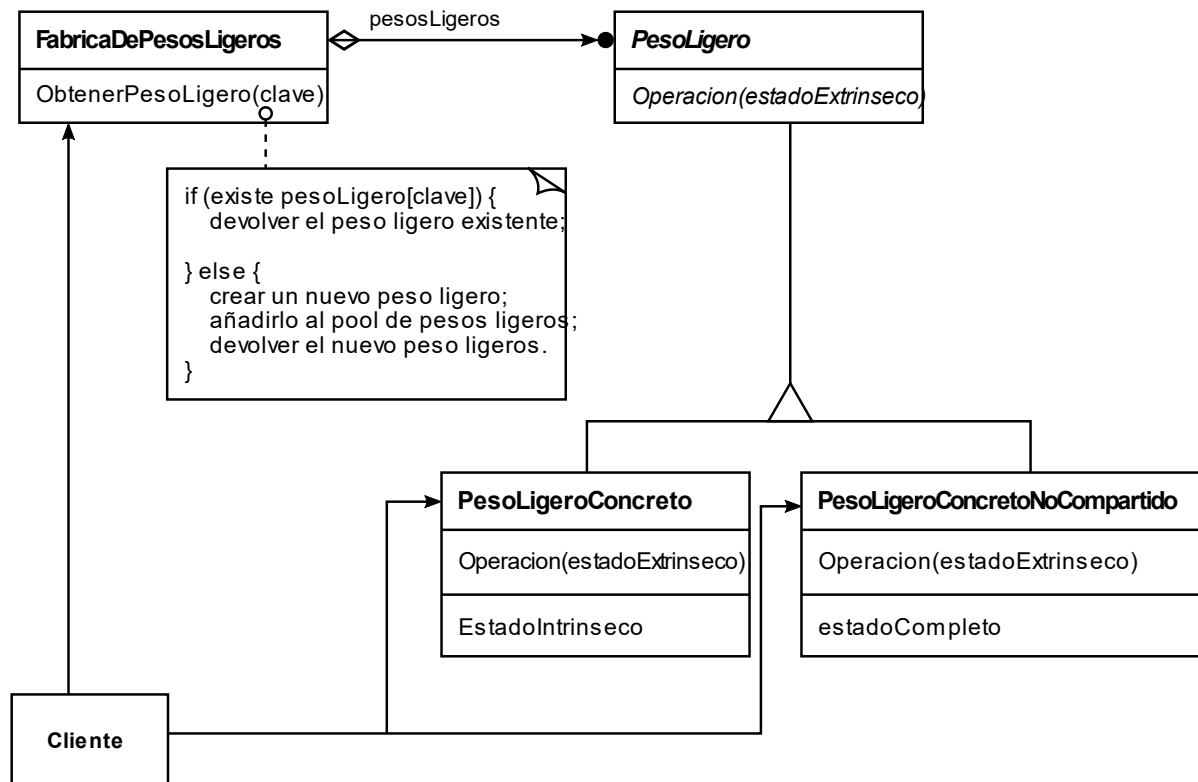 pesosLigeros
FabricaDePesosLigeros
PesoLigero
ObtenerPesoLigero(clave)
Operacion(estadoExtrinseco)
if (existe pesoLigero[clave]) {
devolver el peso ligero existente;
} else {
crear un nuevo peso ligero;
añadirlo al pool de pesos ligeros;
devolver el nuevo peso ligeros.
}
PesoLigeroConcreto
PesoLigeroConcretoNoCompartido
Operacion(estadoExtrinseco)
Operacion(estadoExtrinseco)
EstadoIntrinseco
estadoCompleto
Cliente